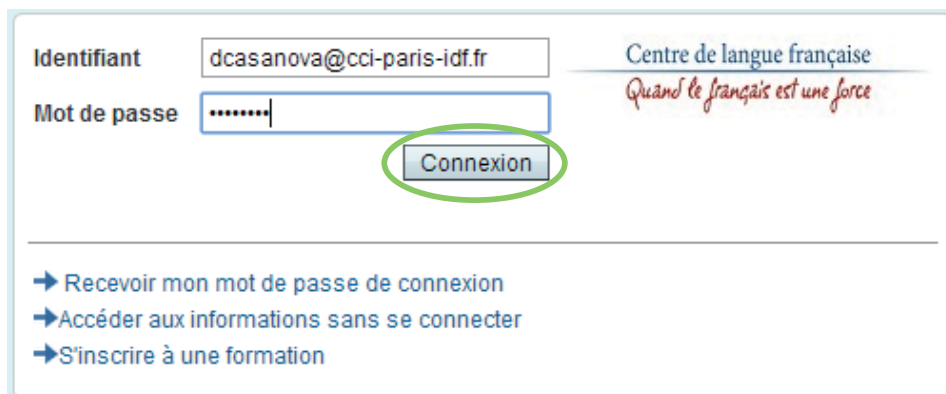 Identifiant dcasanova@cci-paris-idf.fr
Centre de langue française
Quand le français est une force
Mot de passe ••••••••
Connexion
Recevoir mon mot de passe de connexion
Accéder aux informations sans se connecter
S'inscrire à une formation